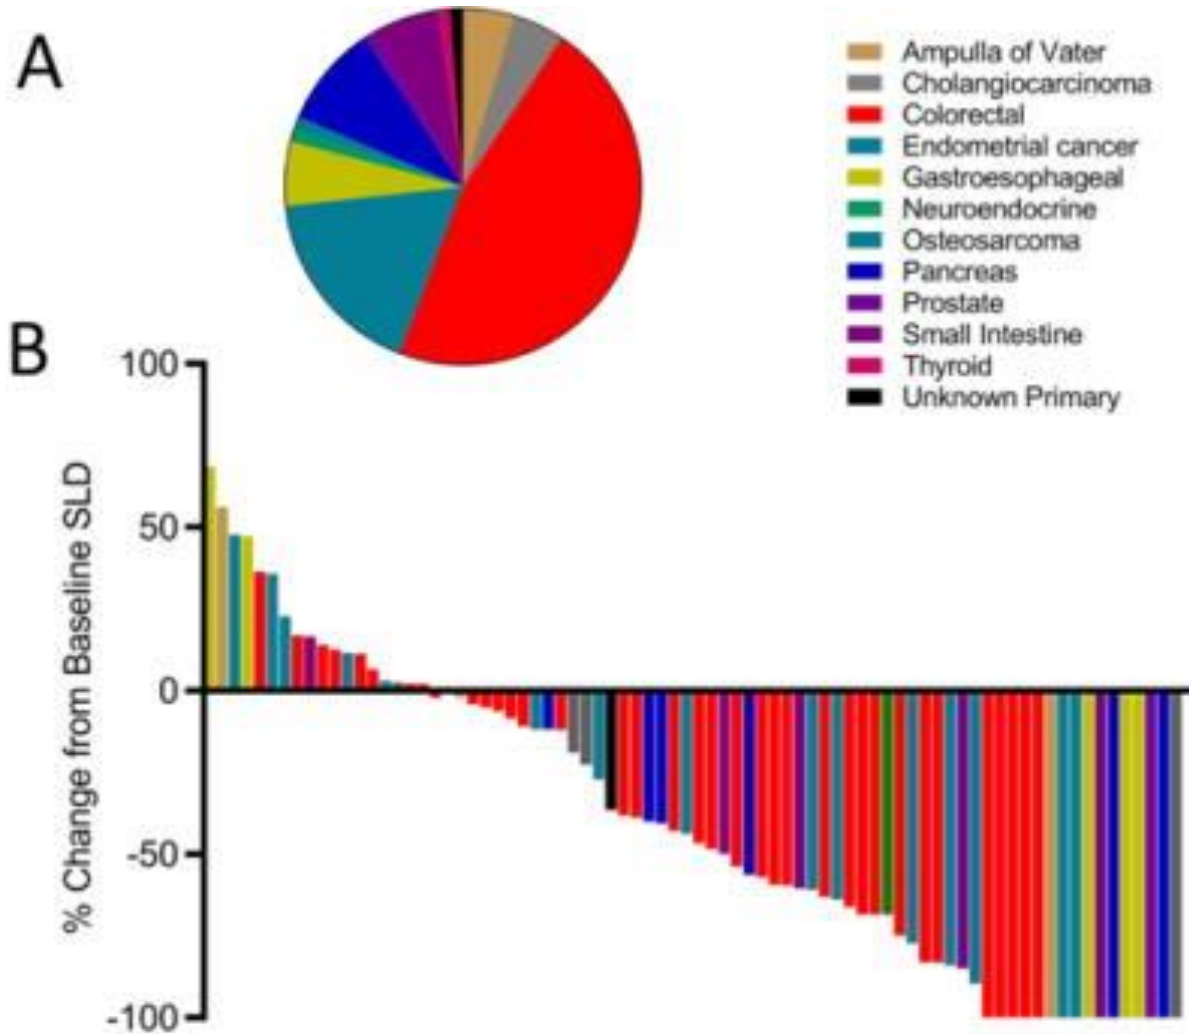 A
Ampulla of Vater
Cholangiocarcinoma
Colorectal
Endometrial cancer
Gastroesophageal
Neuroendocrine
Osteosarcoma
Pancreas
Prostate
Small Intestine
Thyroid
Unknown Primary
B
% Change from Baseline SLD
100
50
0
-50
-100